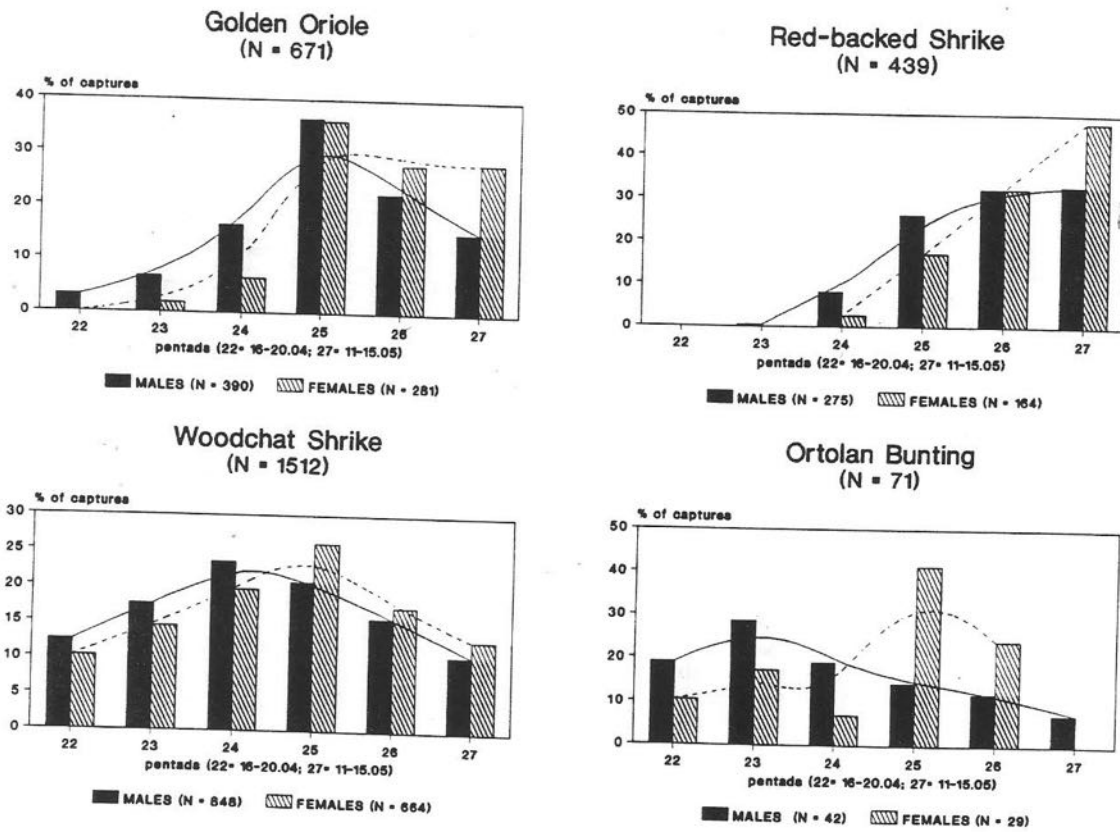 Golden Oriole
(N = 671)
% of captures
40
30
20
10
0
22 23 24 25 26 27
pentada (22= 16-20.04; 27= 11-15.05)
MALES (N = 390) FEMALES (N = 281)
Red-backed Shrike
(N = 439)
% of captures
50
40
30
20
10
0
22 23 24 25 26 27
pentada (22= 16-20.04; 27= 11-15.05)
MALES (N = 275) FEMALES (N = 164)
Woodchat Shrike
(N = 1512)
% of captures
30
25
20
15
10
5
0
22 23 24 25 26 27
pentada (22= 16-20.04; 27= 11-15.05)
MALES (N = 848) FEMALES (N = 664)
Ortolan Bunting
(N = 71)
% of captures
50
40
30
20
10
0
22 23 24 25 26 27
pentada (22= 16-20.04; 27= 11-15.05)
MALES (N = 42) FEMALES (N = 29)